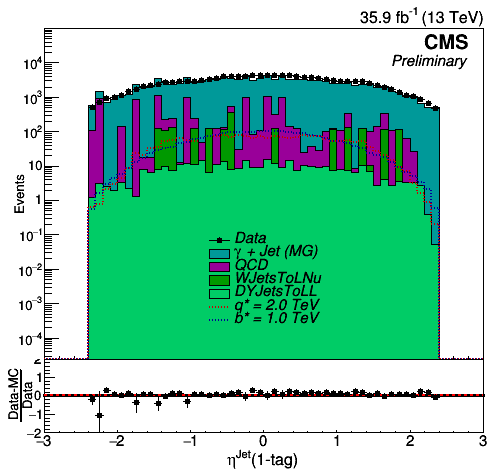 35.9 fb⁻¹ (13 TeV)
CMS
Preliminary
Events
10⁴
10³
10²
10
1
10⁻¹
10⁻²
10⁻³
10⁻⁴
Data
γ + Jet (MG)
QCD
WJetsToLNu
DYJetsToLL
q* = 2.0 TeV
b* = 1.0 TeV
Data-MC
Data
2
1
0
−1
−2
−3 −2 −1 0 1 2 3
η^Jet(1-tag)